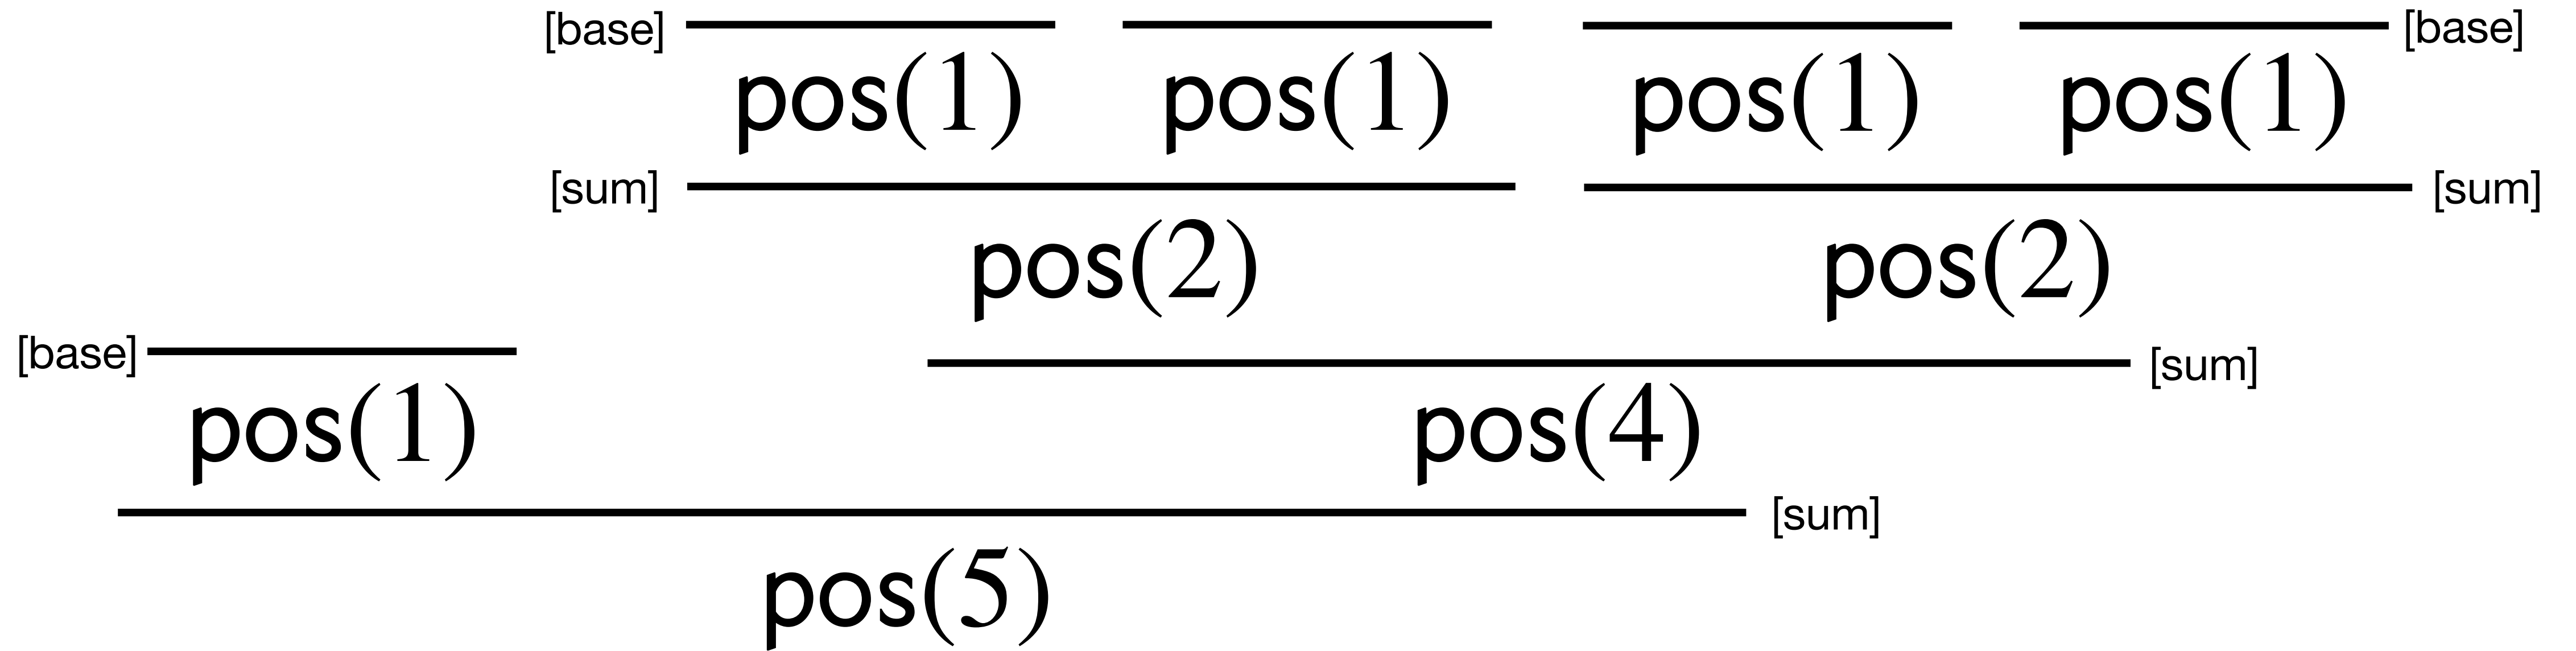 [base] [base]
pos(1) pos(1) pos(1) pos(1)
[sum] [sum]
pos(2) pos(2)
[base] [sum]
pos(1) pos(4)
[sum]
pos(5)